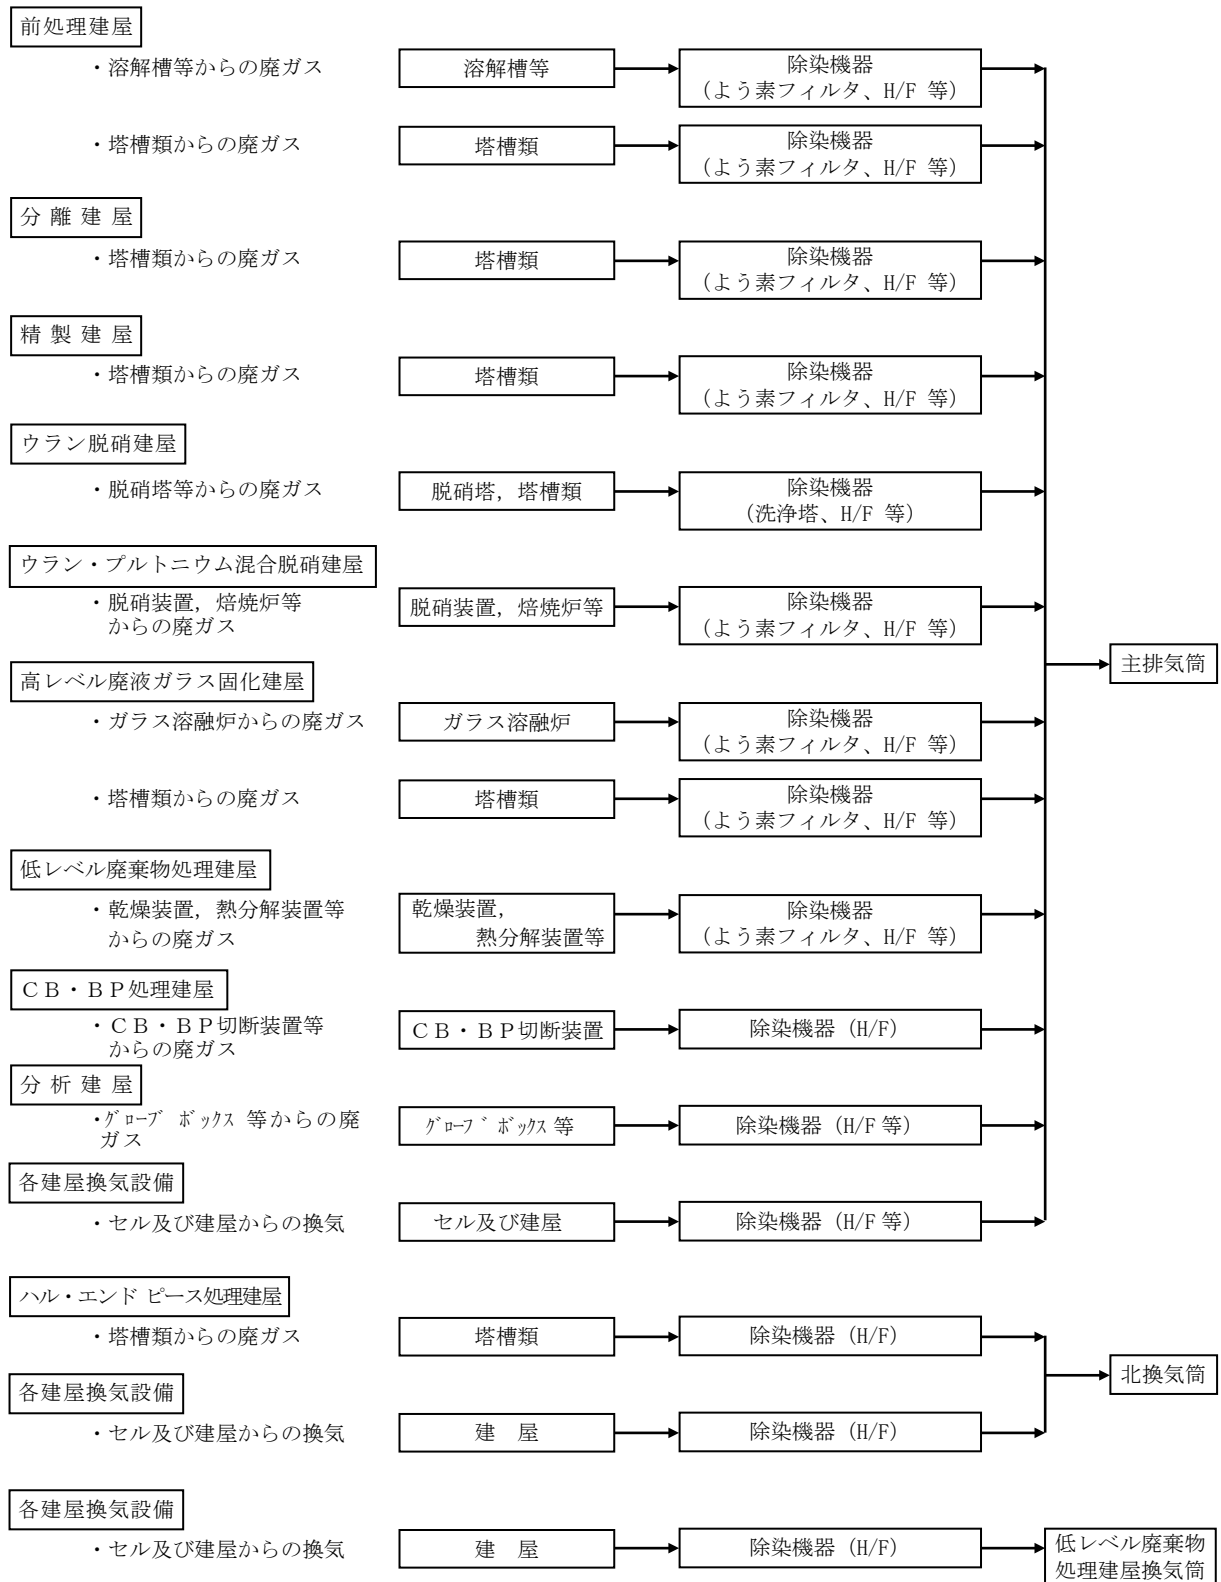 前処理建屋
・溶解槽等からの廃ガス
溶解槽等
除染機器
(よう素フィルタ、H/F 等)
・塔槽類からの廃ガス
塔槽類
除染機器
(よう素フィルタ、H/F 等)
分 離 建 屋
・塔槽類からの廃ガス
塔槽類
除染機器
(よう素フィルタ、H/F 等)
精 製 建 屋
・塔槽類からの廃ガス
塔槽類
除染機器
(よう素フィルタ、H/F 等)
ウラン脱硝建屋
・脱硝塔等からの廃ガス
脱硝塔，塔槽類
除染機器
(洗浄塔、H/F 等)
ウラン・プルトニウム混合脱硝建屋
・脱硝装置，焙焼炉等
からの廃ガス
脱硝装置，焙焼炉等
除染機器
(よう素フィルタ、H/F 等)
主排気筒
高レベル廃液ガラス固化建屋
・ガラス溶融炉からの廃ガス
ガラス溶融炉
除染機器
(よう素フィルタ、H/F 等)
・塔槽類からの廃ガス
塔槽類
除染機器
(よう素フィルタ、H/F 等)
低レベル廃棄物処理建屋
・乾燥装置，熱分解装置等
からの廃ガス
乾燥装置，
熱分解装置等
除染機器
(よう素フィルタ、H/F 等)
ＣＢ・ＢＰ処理建屋
・ＣＢ・ＢＰ切断装置等
からの廃ガス
ＣＢ・ＢＰ切断装置
除染機器 (H/F)
分 析 建 屋
・ｸﾞﾛｰﾌﾞ ﾎﾞｯｸｽ 等からの廃
ガス
ｸﾞﾛｰﾌﾞ ﾎﾞｯｸｽ 等
除染機器 (H/F 等)
各建屋換気設備
・セル及び建屋からの換気
セル及び建屋
除染機器 (H/F 等)
ハル・エンド ピース処理建屋
・塔槽類からの廃ガス
塔槽類
除染機器 (H/F)
北換気筒
各建屋換気設備
・セル及び建屋からの換気
建　屋
除染機器 (H/F)
各建屋換気設備
・セル及び建屋からの換気
建　屋
除染機器 (H/F)
低レベル廃棄物
処理建屋換気筒